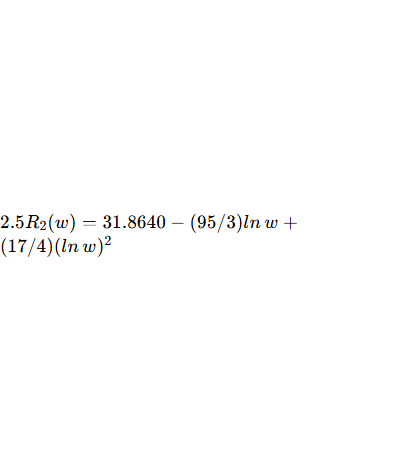 2.5R₂(w) = 31.8640 − (95/3)ln w +
(17/4)(ln w)²